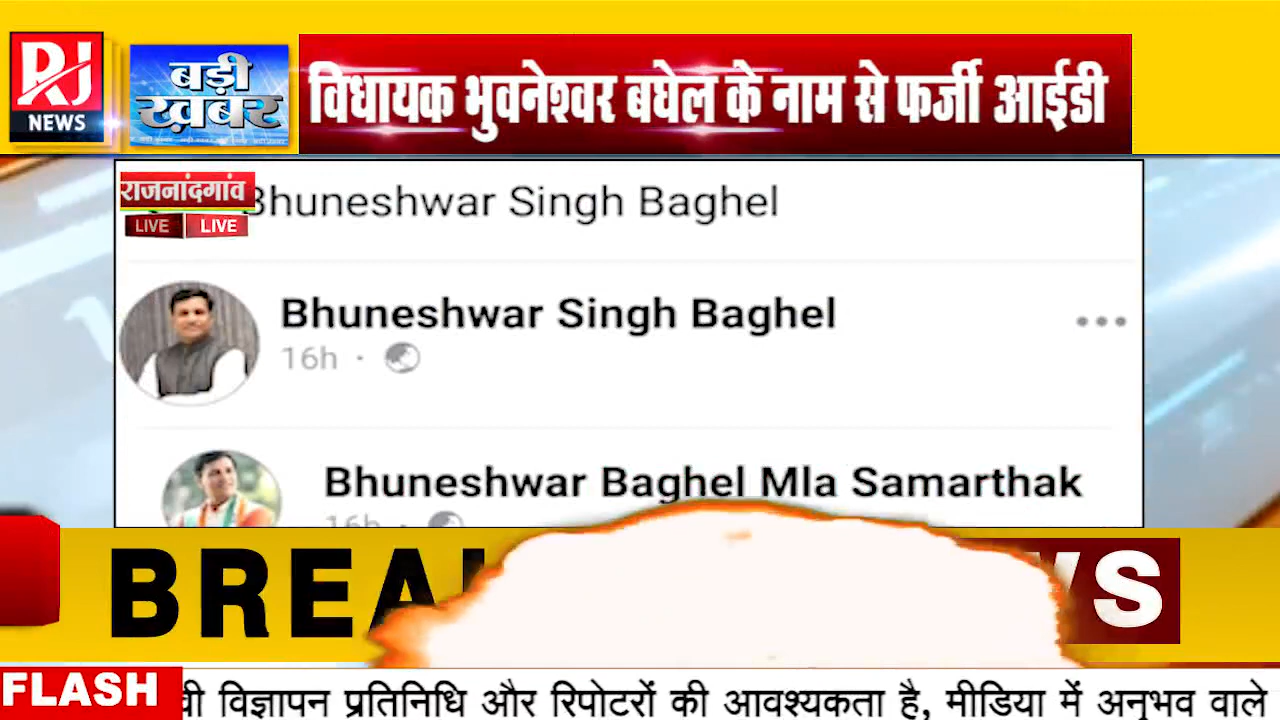 RJ
NEWS
बड़ी
ख़बर
विधायक भुवनेश्वर बघेल के नाम से फर्जी आईडी
राजनांदगांव
LIVE LIVE
Bhuneshwar Singh Baghel
Bhuneshwar Singh Baghel
16h ·
Bhuneshwar Baghel Mla Samarthak
16h ·
FLASH
विज्ञापन प्रतिनिधि और रिपोटरों की आवश्यकता है, मीडिया में अनुभव वाले